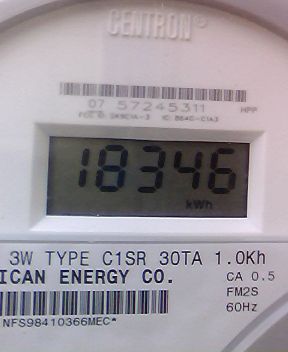 CENTRON®
07 57245311 HPP
18346
kWh
3W TYPE C1SR 30TA 1.0Kh
ICAN ENERGY CO.
CA 0.5
FM2S
60Hz
NFS98410366MEC*